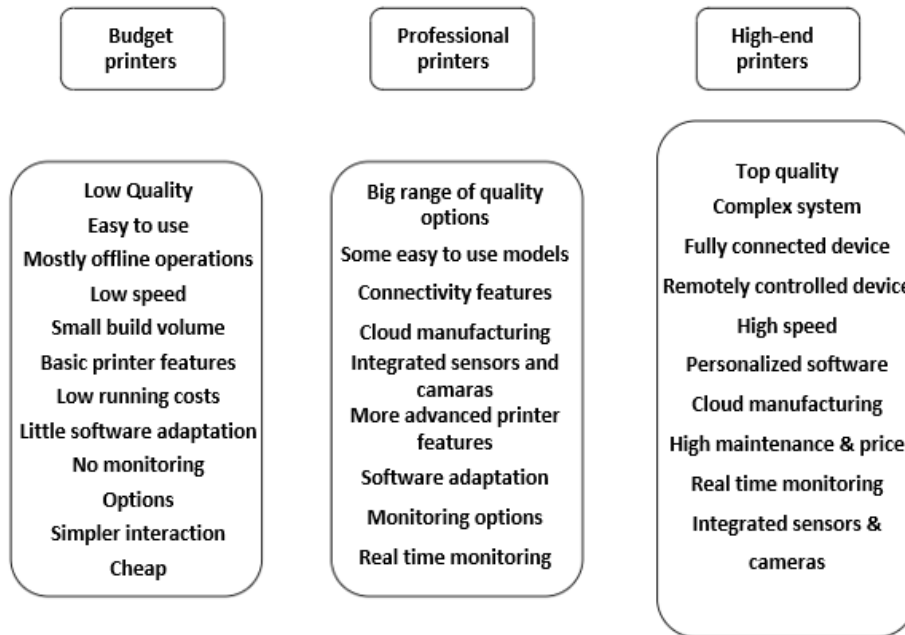 Budget
printers
Low Quality
Easy to use
Mostly offline operations
Low speed
Small build volume
Basic printer features
Low running costs
Little software adaptation
No monitoring
Options
Simpler interaction
Cheap
Professional
printers
Big range of quality
options
Some easy to use models
Connectivity features
Cloud manufacturing
Integrated sensors and
camaras
More advanced printer
features
Software adaptation
Monitoring options
Real time monitoring
High-end
printers
Top quality
Complex system
Fully connected device
Remotely controlled device
High speed
Personalized software
Cloud manufacturing
High maintenance & price
Real time monitoring
Integrated sensors &
cameras